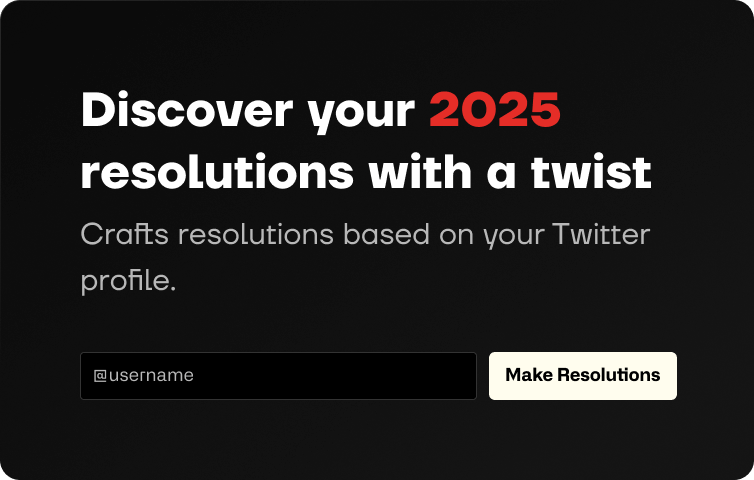 Discover your 2025
resolutions with a twist
Crafts resolutions based on your Twitter
profile.
@username
Make Resolutions